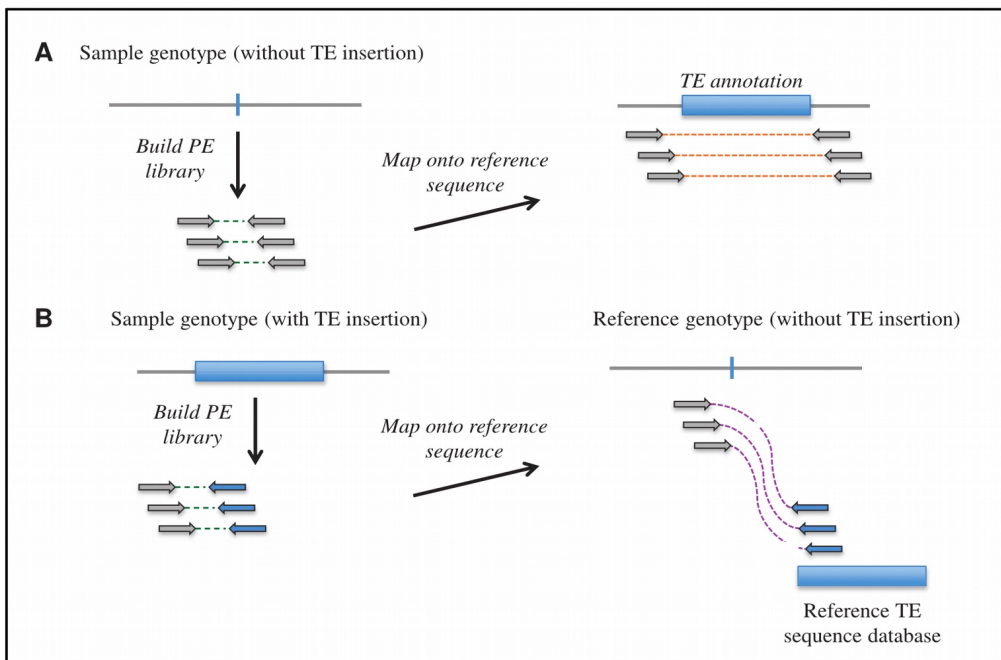 A Sample genotype (without TE insertion)
TE annotation
Build PE
library
Map onto reference
sequence
B Sample genotype (with TE insertion)
Reference genotype (without TE insertion)
Build PE
library
Map onto reference
sequence
Reference TE
sequence database